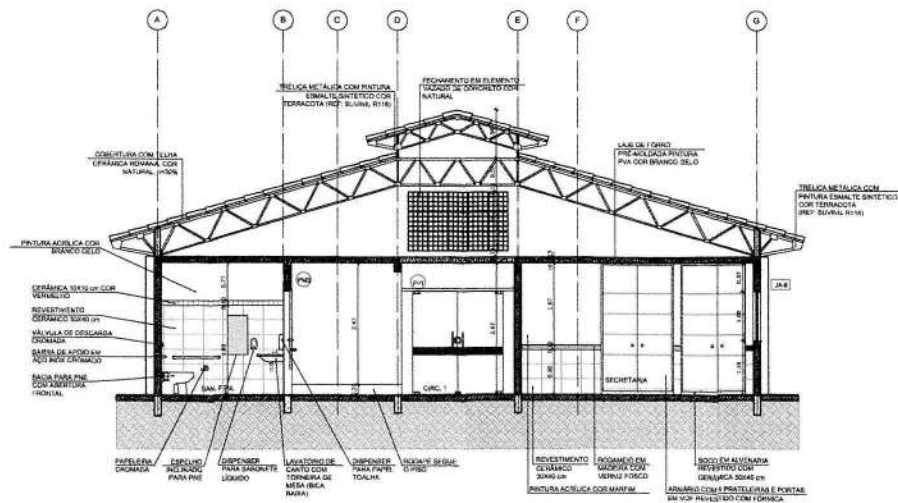 A B C D E F G
TRELIÇA METÁLICA COM PINTURA
ESMALTE SINTÉTICO COR
TERRACOTA (REF: SUVINIL R118)
FECHAMENTO EM ELEMENTO
VAZADO DE CONCRETO COR
NATURAL
COBERTURA COM TELHA
CERÂMICA ROMANA, COR
NATURAL, i=30%
LAJE DE FORRO
PRÉ-MOLDADA PINTURA
PVA COR BRANCO GELO
TRELIÇA METÁLICA COM
PINTURA ESMALTE SINTÉTICO
COR TERRACOTA
(REF: SUVINIL R118)
PINTURA ACRÍLICA COR
BRANCO GELO
CERÂMICA 10X10 cm COR
VERMELHO
REVESTIMENTO
CERÂMICO 30X40 cm
VÁLVULA DE DESCARGA
CROMADA
BARRA DE APOIO EM
AÇO INOX CROMADO
BACIA PARA PNE
COM ABERTURA
FRONTAL
SAN. FEM.
CIRC. 1
SECRETARIA
2,67
PAPELEIRA
CROMADA
ESPELHO
INCLINADO
PARA PNE
DISPENSER
PARA SABONETE
LÍQUIDO
LAVATÓRIO DE
CANTO COM
TORNEIRA DE
MESA (BICA
BAIXA)
DISPENSER
PARA PAPEL
TOALHA
RODAPÉ SEGUE
O PISO
REVESTIMENTO
CERÂMICO
30X40 cm
PINTURA ACRÍLICA COR MARFIM
RODAMEIO EM
MADEIRA COM
VERNIZ FOSCO
SOCO EM ALVENARIA
REVESTIDO COM
CERÂMICA 30X40 cm
ARMÁRIO COM PRATELEIRAS E PORTAS
EM MDF REVESTIDO COM FÓRMICA